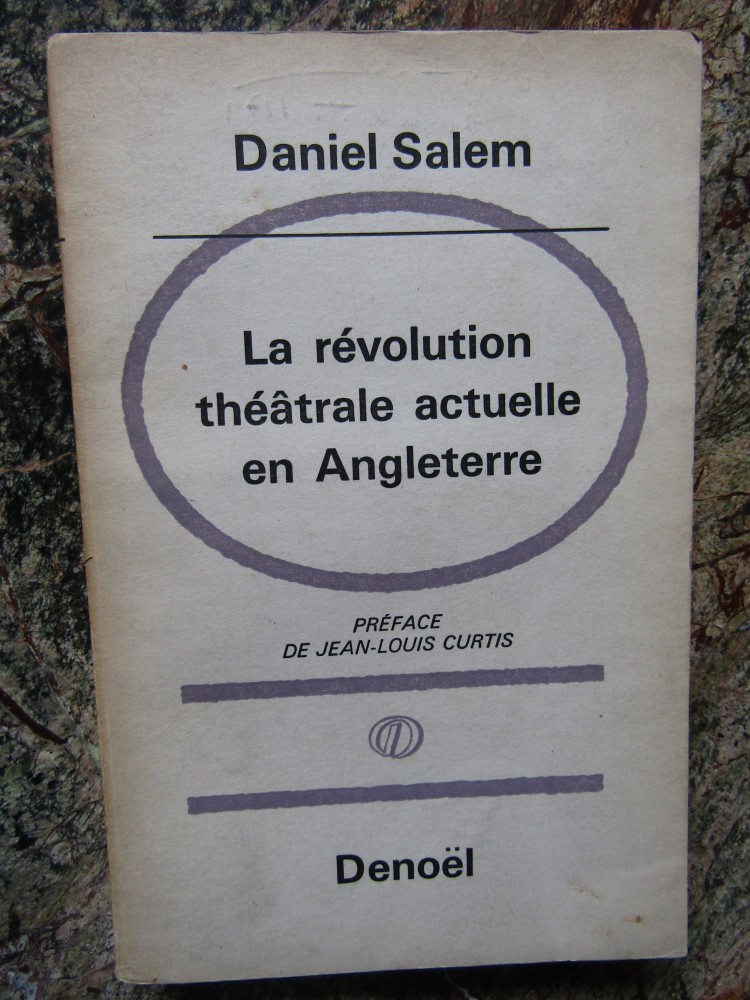 Daniel Salem
La révolution
théâtrale actuelle
en Angleterre
PRÉFACE
DE JEAN-LOUIS CURTIS
Denoël